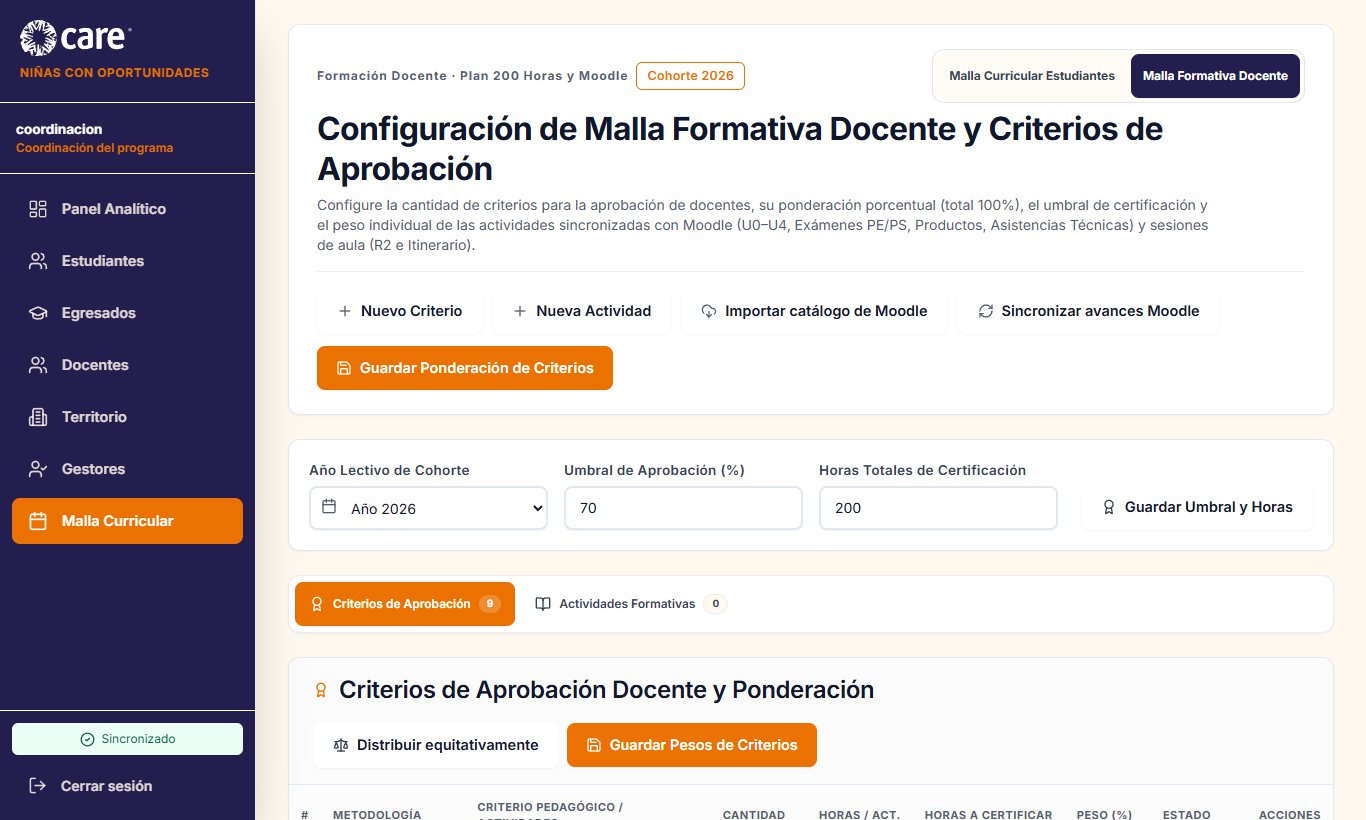 care
NIÑAS CON OPORTUNIDADES
coordinacion
Coordinación del programa
Panel Analítico
Estudiantes
Egresados
Docentes
Territorio
Gestores
Malla Curricular
Sincronizado
Cerrar sesión
Formación Docente · Plan 200 Horas y Moodle
Cohorte 2026
Malla Curricular Estudiantes
Malla Formativa Docente
Configuración de Malla Formativa Docente y Criterios de
Aprobación
Configure la cantidad de criterios para la aprobación de docentes, su ponderación porcentual (total 100%), el umbral de certificación y
el peso individual de las actividades sincronizadas con Moodle (U0–U4, Exámenes PE/PS, Productos, Asistencias Técnicas) y sesiones
de aula (R2 e Itinerario).
Nuevo Criterio
Nueva Actividad
Importar catálogo de Moodle
Sincronizar avances Moodle
Guardar Ponderación de Criterios
Año Lectivo de Cohorte
Año 2026
Umbral de Aprobación (%)
70
Horas Totales de Certificación
200
Guardar Umbral y Horas
Criterios de Aprobación 9
Actividades Formativas 0
Criterios de Aprobación Docente y Ponderación
Distribuir equitativamente
Guardar Pesos de Criterios
# METODOLOGÍA CRITERIO PEDAGÓGICO / CANTIDAD HORAS / ACT. HORAS A CERTIFICAR PESO (%) ESTADO ACCIONES